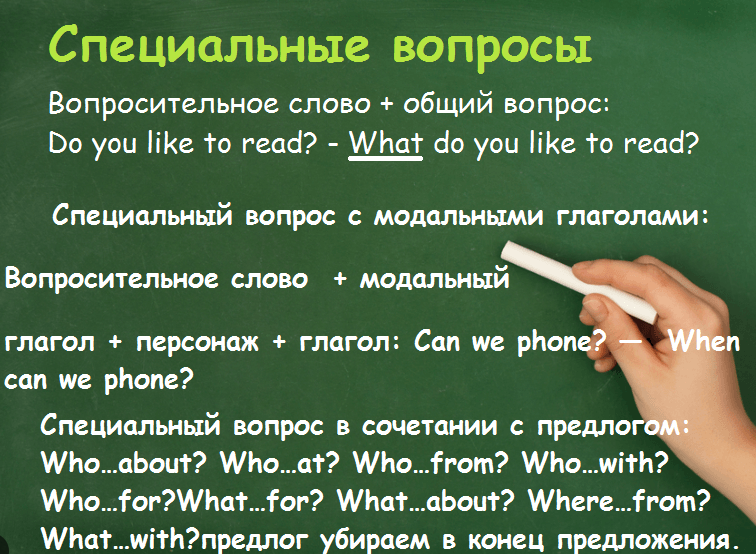 Специальные вопросы
Вопросительное слово + общий вопрос:
Do you like to read? - What do you like to read?
Специальный вопрос с модальными глаголами:
Вопросительное слово + модальный
глагол + персонаж + глагол: Can we phone? — When
can we phone?
Специальный вопрос в сочетании с предлогом:
Who...about? Who...at? Who...from? Who...with?
Who...for?What...for? What...about? Where...from?
What...with?предлог убираем в конец предложения.